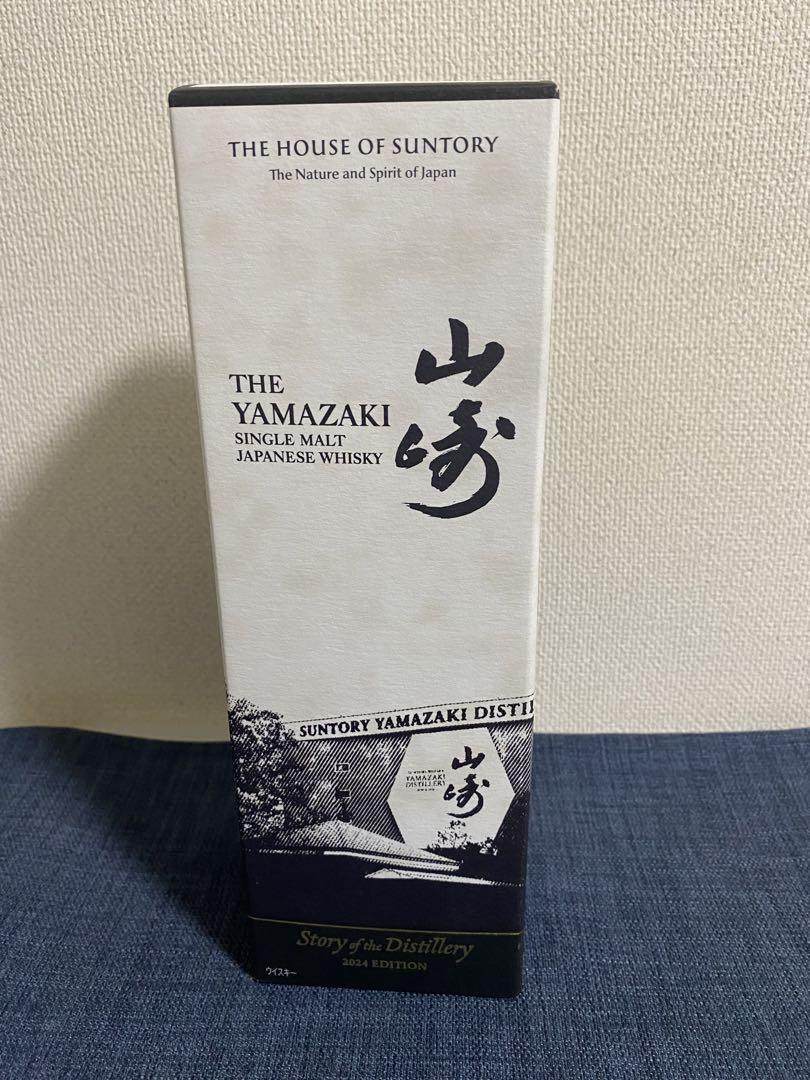 THE HOUSE OF SUNTORY
The Nature and Spirit of Japan
THE
YAMAZAKI
SINGLE MALT
JAPANESE WHISKY
山
崎
SUNTORY YAMAZAKI DISTIL
YAMAZAKI
DISTILLERY
山
崎
Story of the Distillery
2024 EDITION
ウイスキー